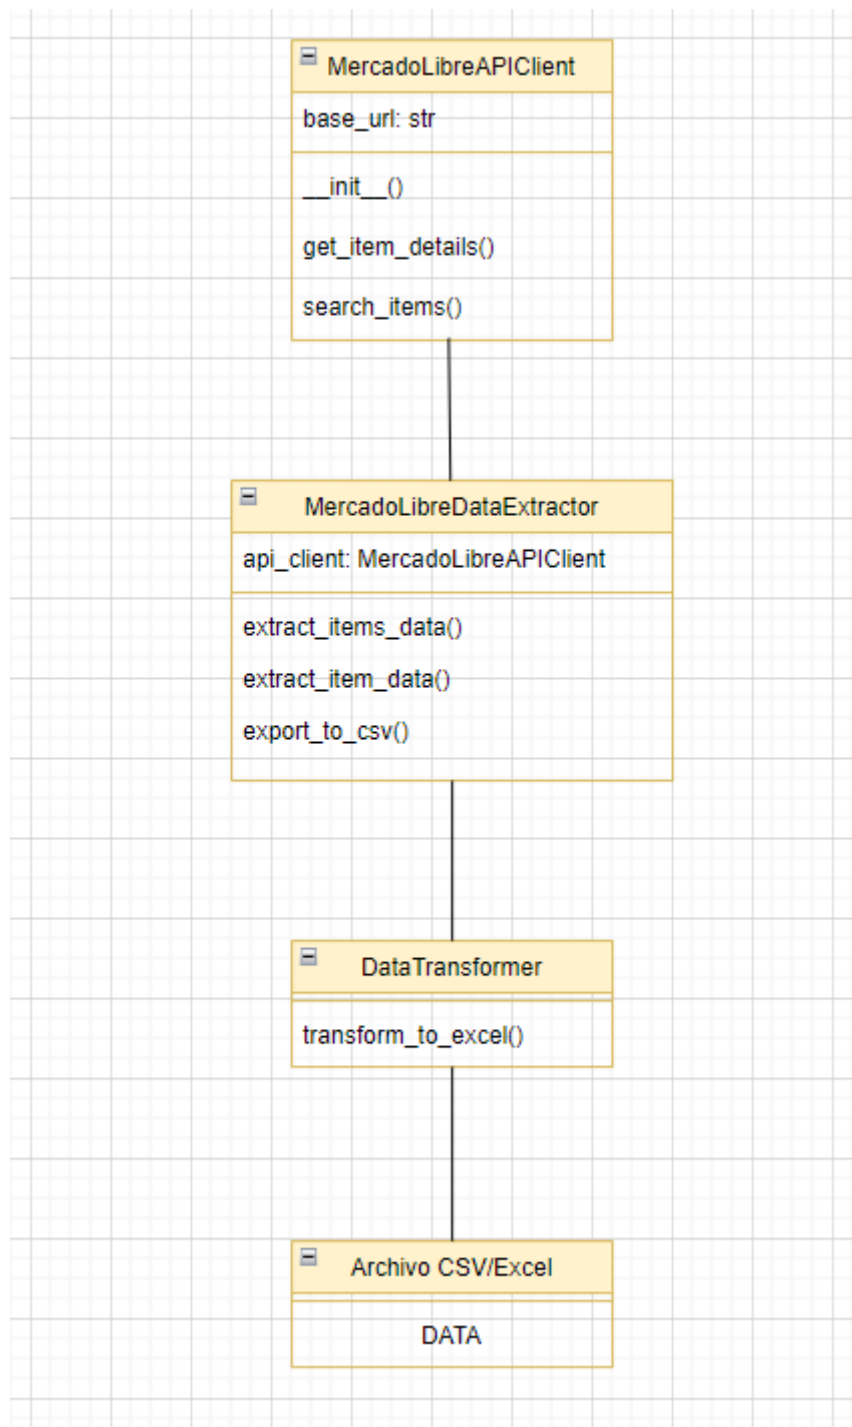 MercadoLibreAPIClient
base_url: str
__init__()
get_item_details()
search_items()
MercadoLibreDataExtractor
api_client: MercadoLibreAPIClient
extract_items_data()
extract_item_data()
export_to_csv()
DataTransformer
transform_to_excel()
Archivo CSV/Excel
DATA